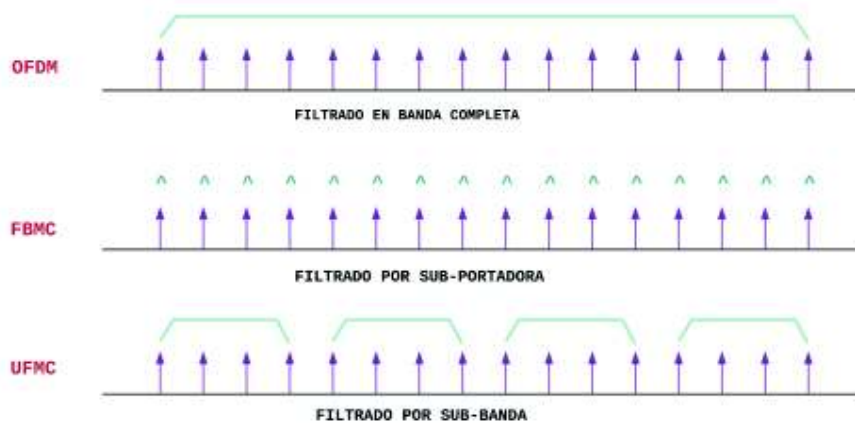 OFDM
FILTRADO EN BANDA COMPLETA
FBMC
FILTRADO POR SUB-PORTADORA
UFMC
FILTRADO POR SUB-BANDA